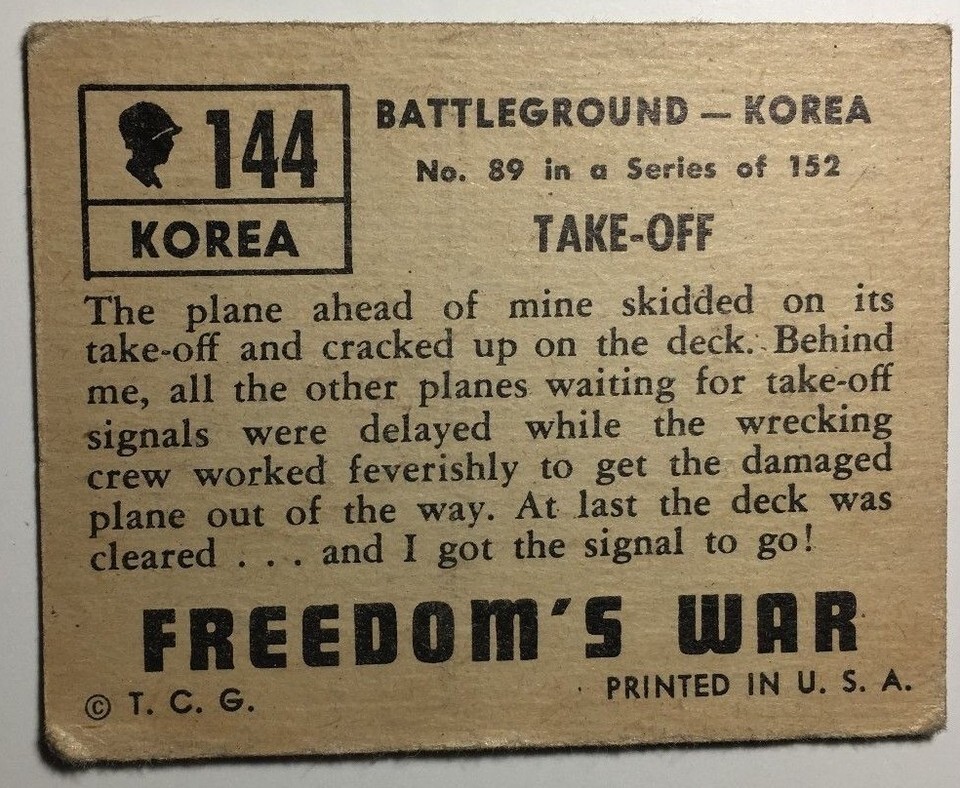 144
KOREA
BATTLEGROUND — KOREA
No. 89 in a Series of 152
TAKE-OFF
The plane ahead of mine skidded on its
take-off and cracked up on the deck. Behind
me, all the other planes waiting for take-off
signals were delayed while the wrecking
crew worked feverishly to get the damaged
plane out of the way. At last the deck was
cleared . . . and I got the signal to go!
FREEDOM'S WAR
© T. C. G.
PRINTED IN U. S. A.